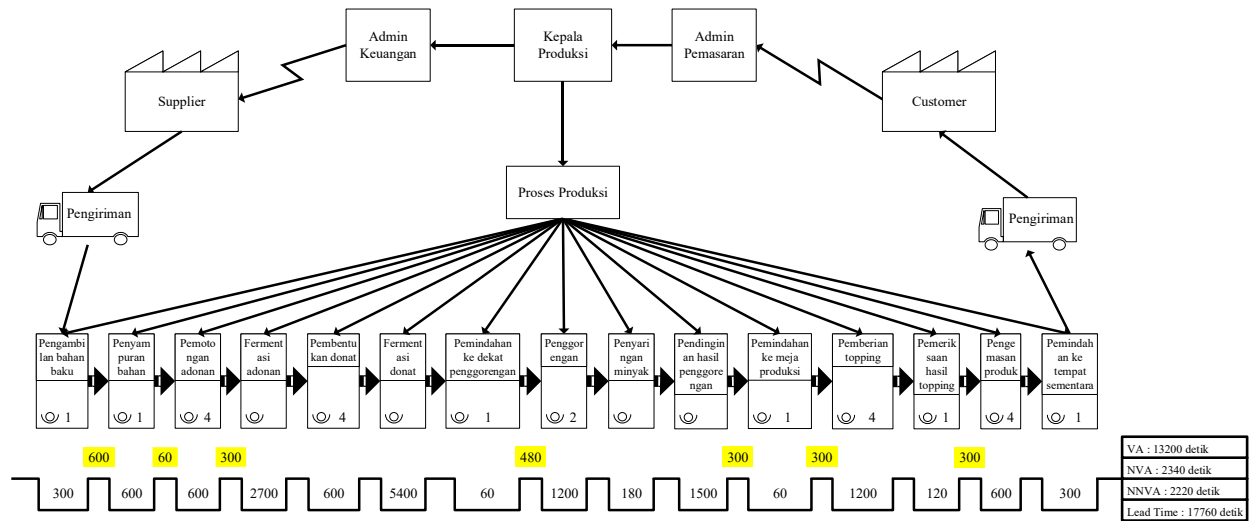 Admin
Keuangan
Kepala
Produksi
Admin
Pemasaran
Supplier
Customer
Proses Produksi
Pengiriman
Pengiriman
Pengambi
lan bahan
baku
1
Penyam
puran
bahan
1
Pemoto
ngan
adonan
4
Ferment
asi
adonan
Pembentu
kan donat
4
Ferment
asi
donat
Pemindahan
ke dekat
penggorengan
1
Penggor
engan
2
Penyari
ngan
minyak
Pendingin
an hasil
penggore
ngan
Pemindahan
ke meja
produksi
1
Pemberian
topping
4
Pemerik
saan
hasil
topping
1
Penge
masan
produk
4
Pemindah
an ke
tempat
sementara
1
600 60 300 480 300 300 300
300 600 600 2700 600 5400 60 1200 180 1500 60 1200 120 600 300
VA : 13200 detik
NVA : 2340 detik
NNVA : 2220 detik
Lead Time : 17760 detik